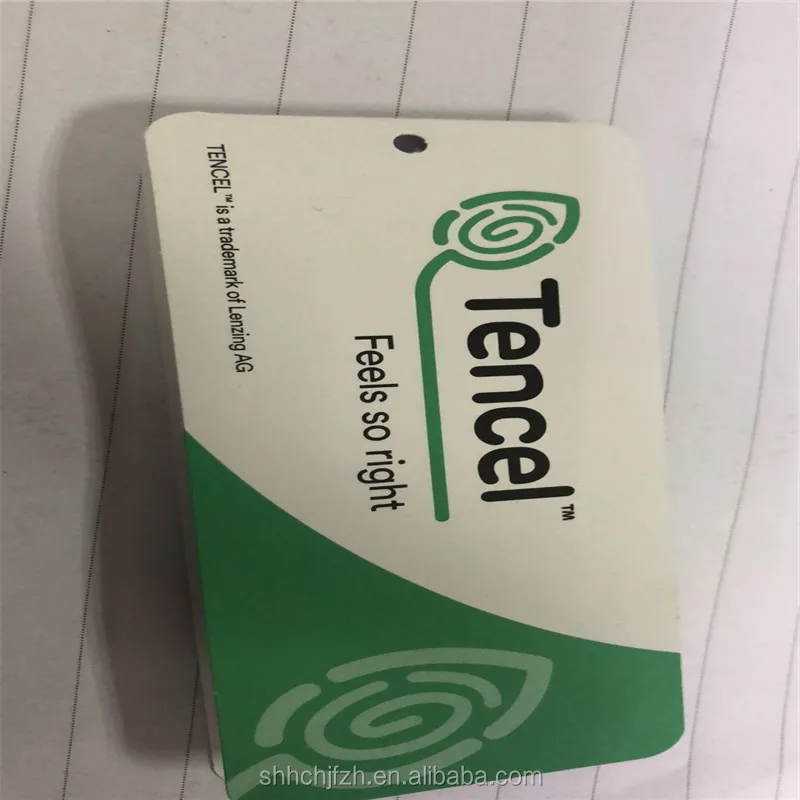 Tencel™
Feels so right
TENCEL™ is a trademark of Lenzing AG
shhchjfzh.en.alibaba.com